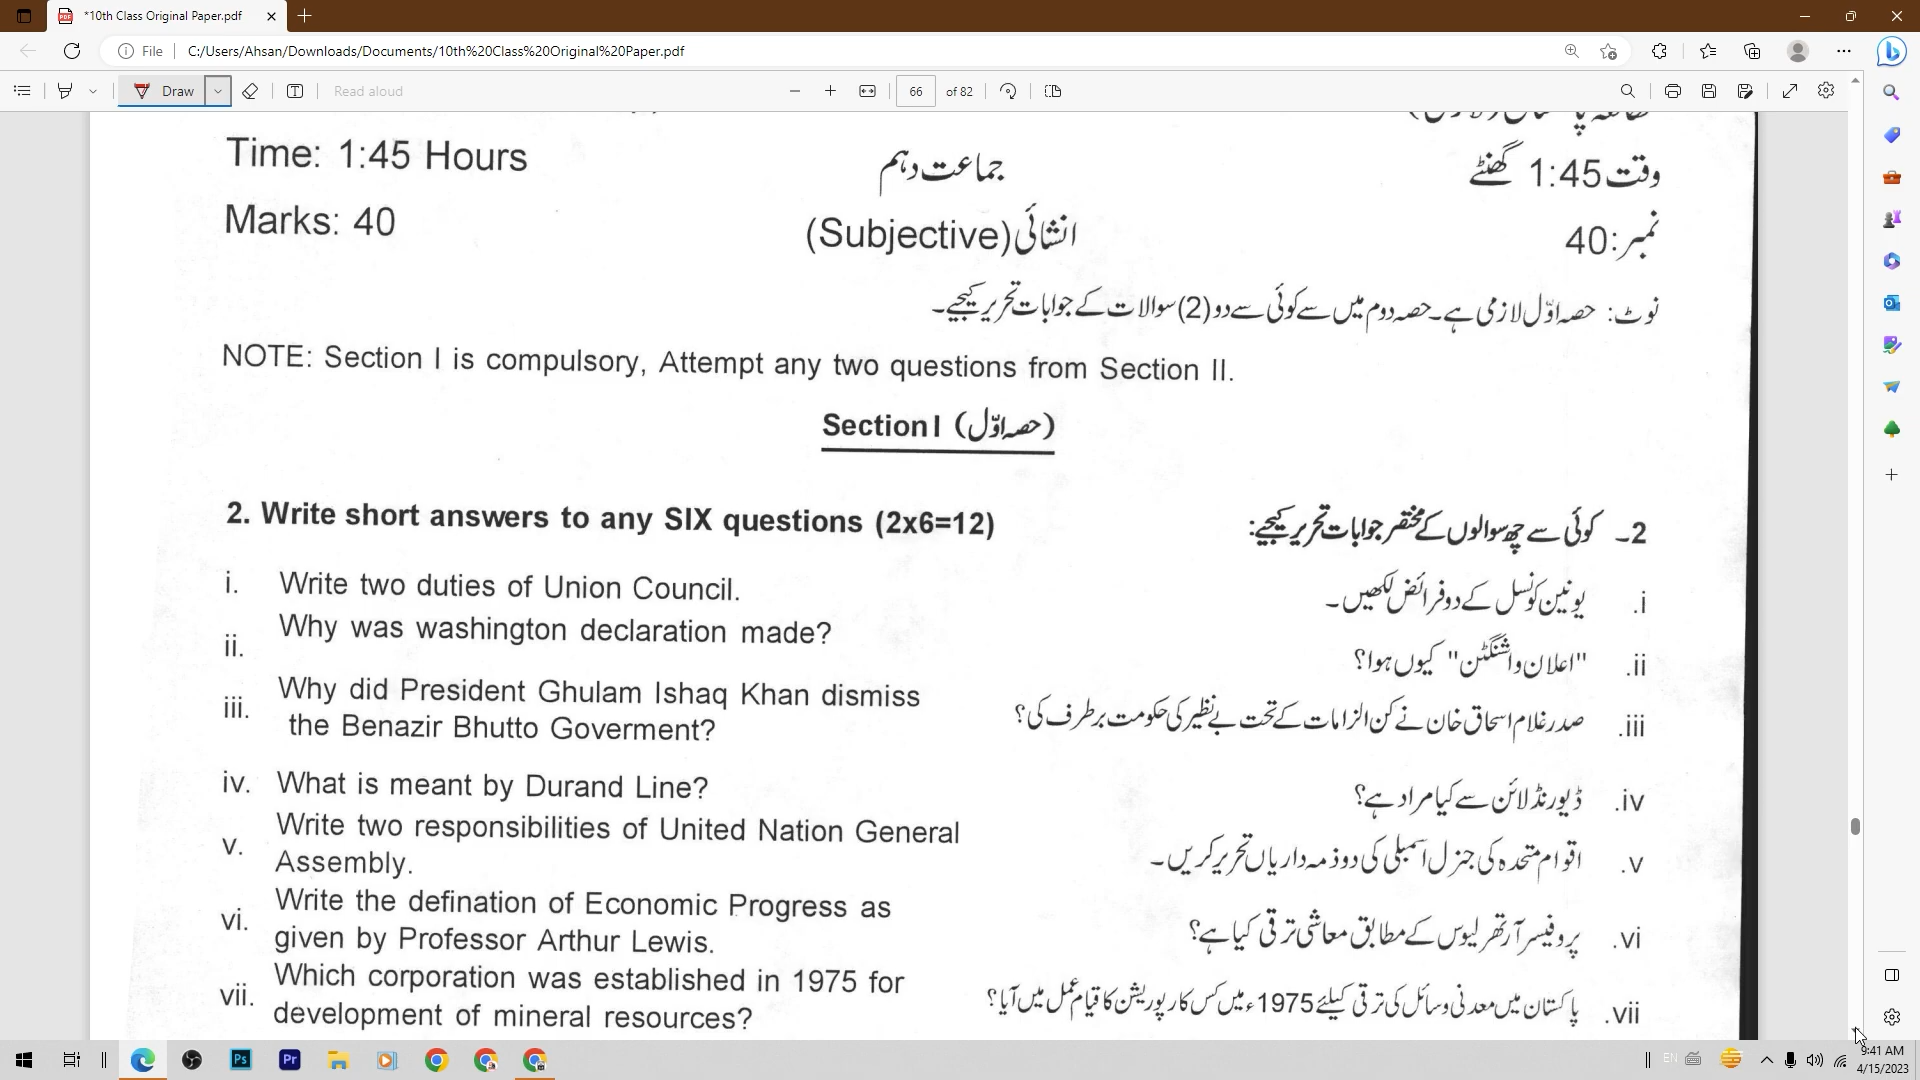 *10th Class Original Paper.pdf
File
C:/Users/Ahsan/Downloads/Documents/10th%20Class%20Original%20Paper.pdf
Draw
Read aloud
66 of 82
Time: 1:45 Hours
جماعت دہم
وقت 1:45 گھنٹے
Marks: 40
انشائی (Subjective)
نمبر: 40
نوٹ: حصہ اوّل لازمی ہے۔ حصہ دوم میں سے کوئی سے دو (2) سوالات کے جوابات تحریر کیجیے۔
NOTE: Section I is compulsory, Attempt any two questions from Section II.
Section I (حصہ اوّل)
2. Write short answers to any SIX questions (2x6=12)
2۔ کوئی سے چھ سوالوں کے مختصر جوابات تحریر کیجیے:
i. Write two duties of Union Council.
i. یونین کونسل کے دو فرائض لکھیں۔
ii. Why was washington declaration made?
ii. "اعلان واشنگٹن" کیوں ہوا؟
iii. Why did President Ghulam Ishaq Khan dismiss
the Benazir Bhutto Goverment?
iii. صدر غلام اسحاق خان نے کن الزامات کے تحت بے نظیر کی حکومت برطرف کی؟
iv. What is meant by Durand Line?
iv. ڈیورنڈ لائن سے کیا مراد ہے؟
v. Write two responsibilities of United Nation General
Assembly.
v. اقوام متحدہ کی جنرل اسمبلی کی دو ذمہ داریاں تحریر کریں۔
vi. Write the defination of Economic Progress as
given by Professor Arthur Lewis.
vi. پروفیسر آرتھر لیوس کے مطابق معاشی ترقی کیا ہے؟
vii. Which corporation was established in 1975 for
development of mineral resources?
vii. پاکستان میں معدنی وسائل کی ترقی کیلئے 1975ء میں کس کارپوریشن کا قیام عمل میں آیا؟
EN
9:41 AM
4/15/2023